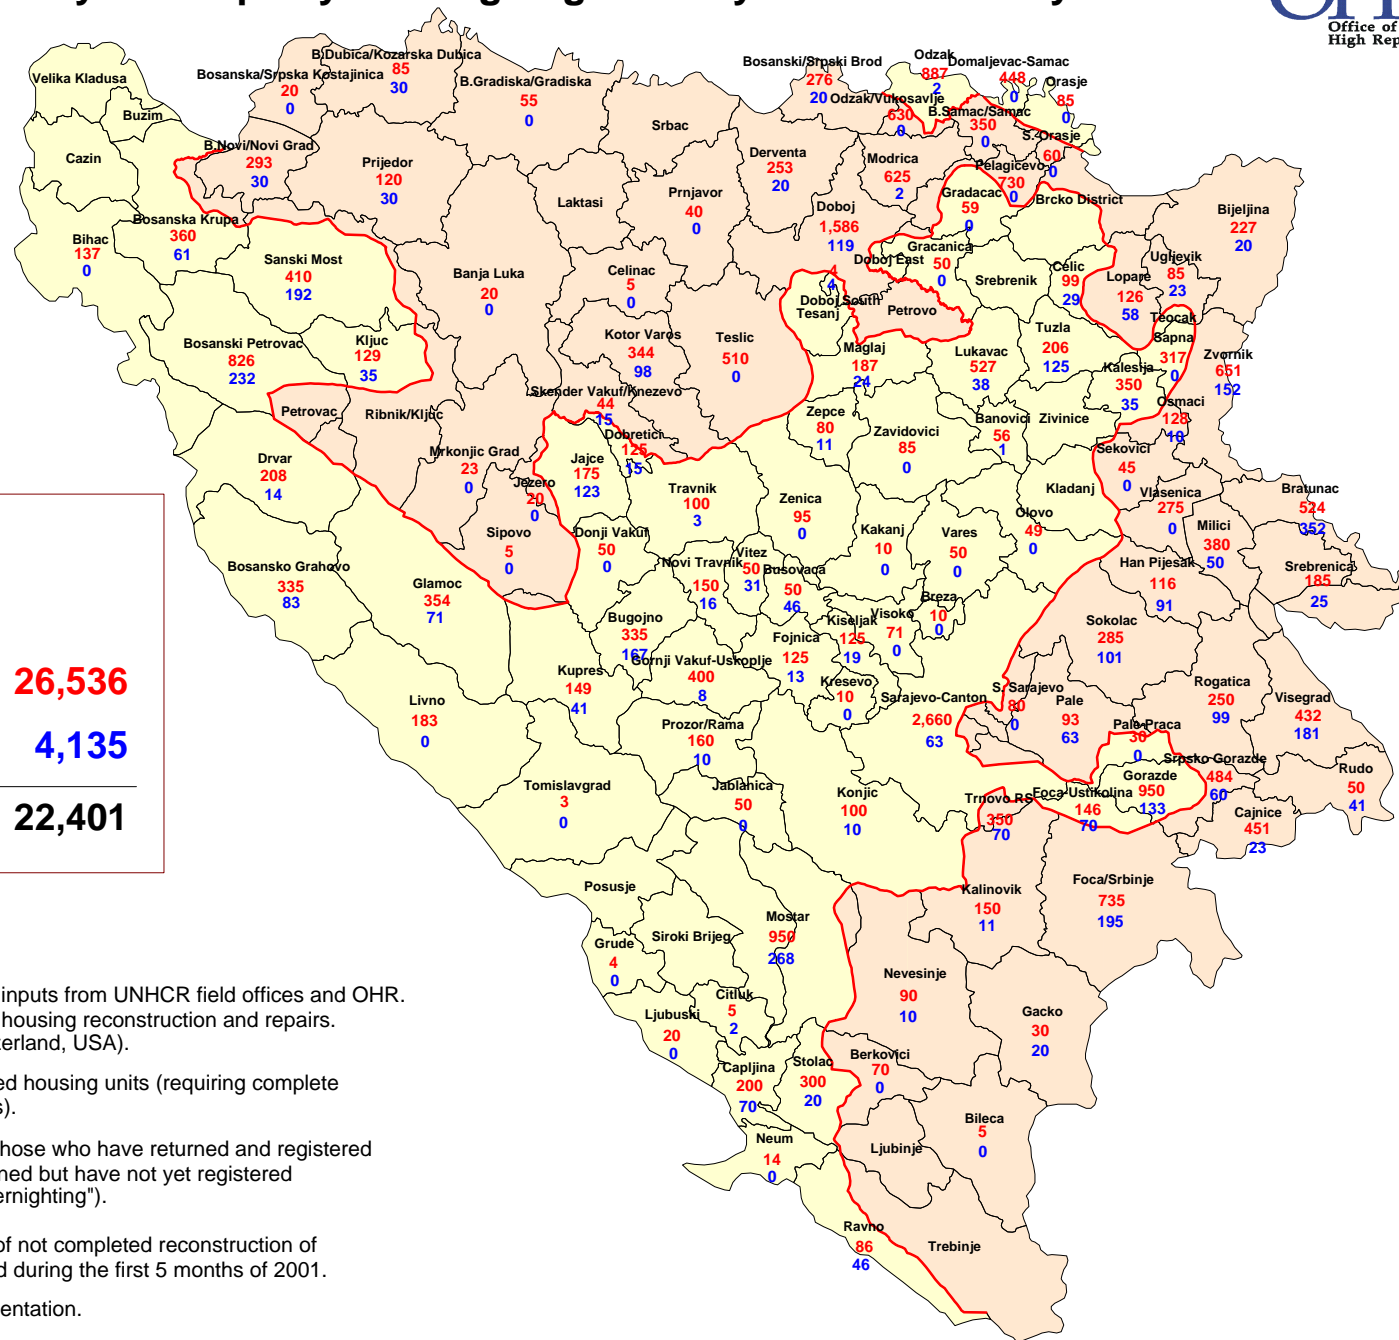 Office of
High Rep
Velika Kladusa
Buzim
Cazin
Bihac
137
0
Bosanska/Srpska Kostajnica
20
0
B.Dubica/Kozarska Dubica
85
30
B.Gradiska/Gradiska
55
0
Srbac
B.Novi/Novi Grad
293
30
Prijedor
120
30
Laktasi
Prnjavor
40
0
Derventa
253
20
Bosanski/Srpski Brod
276
20
Odzak
887
2
Domaljevac-Samac
448
0
Orasje
85
0
Odzak/Vukosavlje
630
0
B.Samac/Samac
350
0
S.-Orasje
60
0
Modrica
625
2
Pelagicevo
730
0
Gradacac
59
0
Brcko District
Bijeljina
227
20
Bosanska Krupa
360
61
Sanski Most
410
192
Banja Luka
20
0
Celinac
5
0
Doboj
1,586
119
Doboj East
4
4
Gracanica
50
0
Srebrenik
Celic
99
29
Lopare
126
58
Ugljevik
85
23
Teocak
Sapna
317
0
Zvornik
651
152
Doboj South
Tesanj
Petrovo
Bosanski Petrovac
826
232
Kljuc
129
35
Kotor Varos
344
98
Teslic
510
0
Maglaj
187
24
Lukavac
527
38
Tuzla
206
125
Kalesija
350
35
Osmaci
128
10
Petrovac
Ribnik/Kljuc
Skender Vakuf/Knezevo
44
15
Dobretici
125
15
Zepce
80
11
Zavidovici
85
0
Banovici
56
1
Zivinice
Sekovici
45
0
Drvar
208
14
Mrkonjic Grad
23
0
Jezero
20
0
Jajce
175
123
Travnik
100
3
Zenica
95
0
Kakanj
10
0
Vares
50
0
Olovo
49
0
Kladanj
Vlasenica
275
0
Milici
380
50
Bratunac
524
352
Srebrenica
185
25
Sipovo
5
0
Donji Vakuf
50
0
Novi Travnik
150
16
Vitez
50
31
Busovaca
50
46
Han Pijesak
116
91
Bosansko Grahovo
335
83
Glamoc
354
71
Bugojno
335
167
Fojnica
125
13
Kiseljak
125
19
Visoko
71
0
Breza
10
0
Sokolac
285
101
Kupres
149
41
Gornji Vakuf-Uskoplje
400
8
Kresevo
10
0
Sarajevo-Canton
2,660
63
S. Sarajevo
80
0
Pale
93
63
Rogatica
250
99
Visegrad
432
181
Livno
183
0
Prozor/Rama
160
10
Pale-Praca
30
0
Srpsko Gorazde
484
60
Gorazde
950
133
Rudo
50
41
Tomislavgrad
3
0
Jablanica
50
0
Konjic
100
10
Trnovo RS
350
70
Foca-Ustikolina
146
70
Cajnice
451
23
26,536
4,135
22,401
Posusje
Grude
4
0
Siroki Brijeg
Mostar
950
268
Kalinovik
150
11
Foca/Srbinje
735
195
Nevesinje
90
10
Gacko
30
20
Ljubuski
20
0
Citluk
5
2
Capljina
200
70
Stolac
300
20
Berkovici
70
0
Bileca
5
0
Ljubinje
Neum
14
0
Ravno
86
46
Trebinje
inputs from UNHCR field offices and OHR.
housing reconstruction and repairs.
erland, USA).
ed housing units (requiring complete
s).
hose who have returned and registered
ned but have not yet registered
ernighting").
of not completed reconstruction of
d during the first 5 months of 2001.
entation.